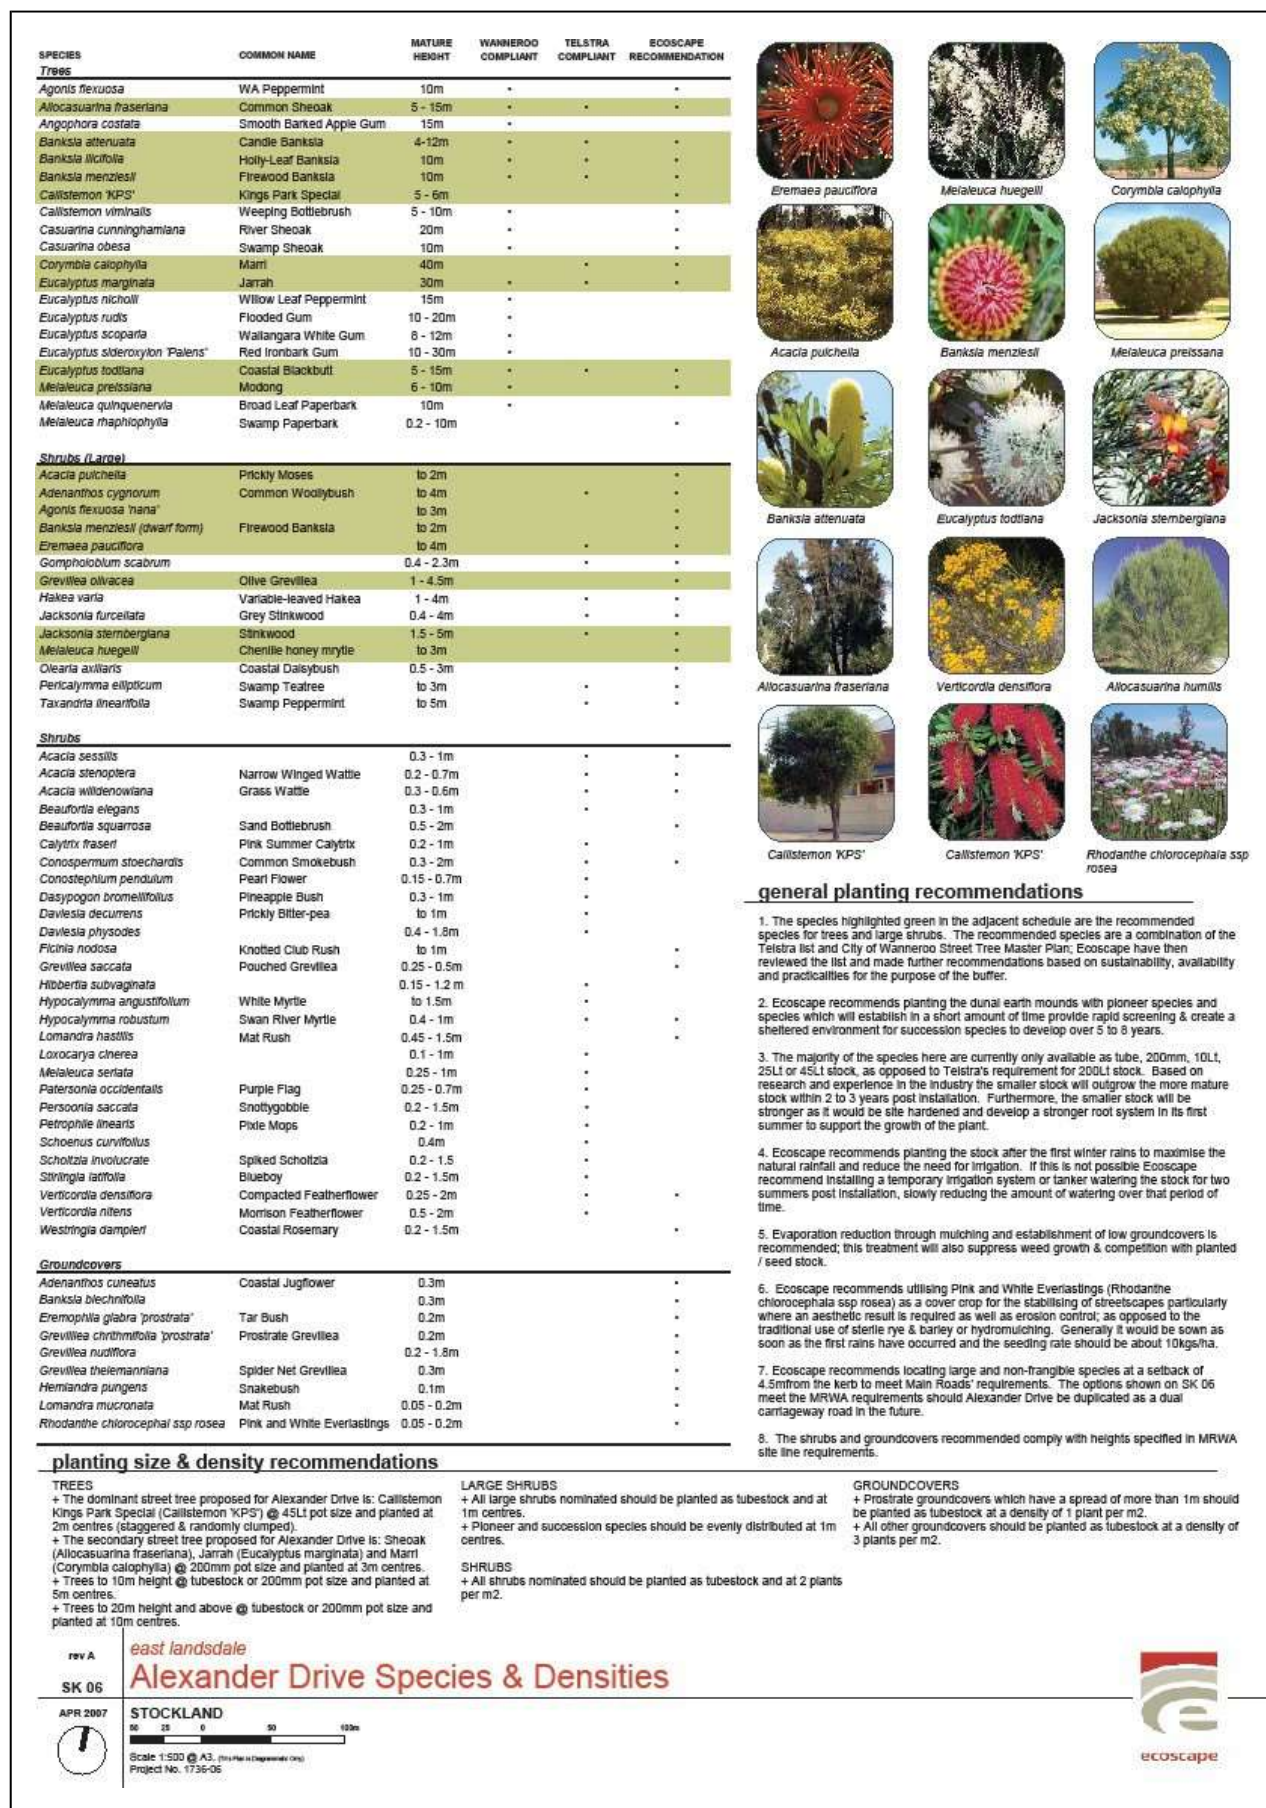 SPECIES COMMON NAME MATURE HEIGHT WANNEROO COMPLIANT TELSTRA COMPLIANT ECOSCAPE RECOMMENDATION
Trees
Agonis flexuosa WA Peppermint 10m • •
Allocasuarina fraseriana Common Sheoak 5 - 15m • • •
Angophora costata Smooth Barked Apple Gum 15m •
Banksia attenuata Candle Banksia 4-12m • • •
Banksia ilicifolia Holly-Leaf Banksia 10m • • •
Banksia menziesii Firewood Banksia 10m • • •
Callistemon 'KPS' Kings Park Special 5 - 6m •
Callistemon viminalis Weeping Bottlebrush 5 - 10m • •
Casuarina cunninghamiana River Sheoak 20m • •
Casuarina obesa Swamp Sheoak 10m • •
Corymbia calophylla Marri 40m • •
Eucalyptus marginata Jarrah 30m • • •
Eucalyptus nicholii Willow Leaf Peppermint 15m •
Eucalyptus rudis Flooded Gum 10 - 20m •
Eucalyptus scoparia Wallangara White Gum 8 - 12m •
Eucalyptus sideroxylon 'Palens' Red Ironbark Gum 10 - 30m •
Eucalyptus todtiana Coastal Blackbutt 5 - 15m • • •
Melaleuca preissiana Modong 6 - 10m • •
Melaleuca quinquenervia Broad Leaf Paperbark 10m •
Melaleuca rhaphiophylla Swamp Paperbark 0.2 - 10m •
Shrubs (Large)
Acacia pulchella Prickly Moses to 2m •
Adenanthos cygnorum Common Woollybush to 4m • •
Agonis flexuosa 'nana' to 3m •
Banksia menziesii (dwarf form) Firewood Banksia to 2m •
Eremaea pauciflora to 4m • •
Gompholobium scabrum 0.4 - 2.3m • •
Grevillea olivacea Olive Grevillea 1 - 4.5m •
Hakea varia Variable-leaved Hakea 1 - 4m • •
Jacksonia furcellata Grey Stinkwood 0.4 - 4m • •
Jacksonia sternbergiana Stinkwood 1.5 - 5m • •
Melaleuca huegelii Chenille honey mrytle to 3m •
Olearia axillaris Coastal Daisybush 0.5 - 3m •
Pericalymma ellipticum Swamp Teatree to 3m • •
Taxandria linearifolia Swamp Peppermint to 5m • •
Shrubs
Acacia sessilis 0.3 - 1m • •
Acacia stenoptera Narrow Winged Wattle 0.2 - 0.7m • •
Acacia willdenowiana Grass Wattle 0.3 - 0.6m • •
Beaufortia elegans 0.3 - 1m •
Beaufortia squarrosa Sand Bottlebrush 0.5 - 2m •
Calytrix fraseri Pink Summer Calytrix 0.2 - 1m •
Conospermum stoechardis Common Smokebush 0.3 - 2m • •
Conostephium pendulum Pearl Flower 0.15 - 0.7m •
Dasypogon bromeliifolius Pineapple Bush 0.3 - 1m •
Daviesia decurrens Prickly Bitter-pea to 1m •
Daviesia physodes 0.4 - 1.8m •
Ficinia nodosa Knotted Club Rush to 1m •
Grevillea saccata Pouched Grevillea 0.25 - 0.5m •
Hibbertia subvaginata 0.15 - 1.2 m •
Hypocalymma angustifolium White Myrtle to 1.5m •
Hypocalymma robustum Swan River Myrtle 0.4 - 1m • •
Lomandra hastilis Mat Rush 0.45 - 1.5m •
Loxocarya cinerea 0.1 - 1m •
Melaleuca seriata 0.25 - 1m •
Patersonia occidentalis Purple Flag 0.25 - 0.7m •
Persoonia saccata Snottygobble 0.2 - 1.5m •
Petrophile linearis Pixie Mops 0.2 - 1m •
Schoenus curvifolius 0.4m •
Scholtzia involucrate Spiked Scholtzia 0.2 - 1.5 •
Stirlingia latifolia Blueboy 0.2 - 1.5m •
Verticordia densiflora Compacted Featherflower 0.25 - 2m • •
Verticordia nitens Morrison Featherflower 0.5 - 2m •
Westringia dampieri Coastal Rosemary 0.2 - 1.5m •
Groundcovers
Adenanthos cuneatus Coastal Jugflower 0.3m •
Banksia blechnifolia 0.3m •
Eremophila glabra 'prostrata' Tar Bush 0.2m •
Grevilliea chrithmifolia 'prostrata' Prostrate Grevillea 0.2m •
Grevillea nudiflora 0.2 - 1.8m •
Grevillea thelemanniana Spider Net Grevillea 0.3m •
Hemiandra pungens Snakebush 0.1m •
Lomandra mucronata Mat Rush 0.05 - 0.2m •
Rhodanthe chlorocephal ssp rosea Pink and White Everlastings 0.05 - 0.2m •
Eremaea pauciflora Melaleuca huegelii Corymbia calophylla
Acacia pulchella Banksia menziesii Melaleuca preissana
Banksia attenuata Eucalyptus todtiana Jacksonia sternbergiana
Allocasuarina fraseriana Verticordia densiflora Allocasuarina humilis
Callistemon 'KPS' Callistemon 'KPS' Rhodanthe chlorocephala ssp
rosea
general planting recommendations
1. The species highlighted green in the adjacent schedule are the recommended
species for trees and large shrubs. The recommended species are a combination of the
Telstra list and City of Wanneroo Street Tree Master Plan; Ecoscape have then
reviewed the list and made further recommendations based on sustainability, availability
and practicalities for the purpose of the buffer.
2. Ecoscape recommends planting the dunal earth mounds with pioneer species and
species which will establish in a short amount of time provide rapid screening & create a
sheltered environment for succession species to develop over 5 to 8 years.
3. The majority of the species here are currently only available as tube, 200mm, 10Lt,
25Lt or 45Lt stock, as opposed to Telstra's requirement for 200Lt stock. Based on
research and experience in the industry the smaller stock will outgrow the more mature
stock within 2 to 3 years post installation. Furthermore, the smaller stock will be
stronger as it would be site hardened and develop a stronger root system in its first
summer to support the growth of the plant.
4. Ecoscape recommends planting the stock after the first winter rains to maximise the
natural rainfall and reduce the need for irrigation. If this is not possible Ecoscape
recommend installing a temporary irrigation system or tanker watering the stock for two
summers post installation, slowly reducing the amount of watering over that period of
time.
5. Evaporation reduction through mulching and establishment of low groundcovers is
recommended; this treatment will also suppress weed growth & competition with planted
/ seed stock.
6. Ecoscape recommends utilising Pink and White Everlastings (Rhodanthe
chlorocephala ssp rosea) as a cover crop for the stabilising of streetscapes particularly
where an aesthetic result is required as well as erosion control; as opposed to the
traditional use of sterile rye & barley or hydromulching. Generally it would be sown as
soon as the first rains have occurred and the seeding rate should be about 10kgs/ha.
7. Ecoscape recommends locating large and non-frangible species at a setback of
4.5mfrom the kerb to meet Main Roads' requirements. The options shown on SK 06
meet the MRWA requirements should Alexander Drive be duplicated as a dual
carriageway road in the future.
8. The shrubs and groundcovers recommended comply with heights specified in MRWA
site line requirements.
planting size & density recommendations
TREES
+ The dominant street tree proposed for Alexander Drive is: Callistemon
Kings Park Special (Callistemon 'KPS') @ 45Lt pot size and planted at
2m centres (staggered & randomly clumped).
+ The secondary street tree proposed for Alexander Drive is: Sheoak
(Allocasuarina fraseriana), Jarrah (Eucalyptus marginata) and Marri
(Corymbia calophylla) @ 200mm pot size and planted at 3m centres.
+ Trees to 10m height @ tubestock or 200mm pot size and planted at
5m centres.
+ Trees to 20m height and above @ tubestock or 200mm pot size and
planted at 10m centres.
LARGE SHRUBS
+ All large shrubs nominated should be planted as tubestock and at
1m centres.
+ Pioneer and succession species should be evenly distributed at 1m
centres.
SHRUBS
+ All shrubs nominated should be planted as tubestock and at 2 plants
per m2.
GROUNDCOVERS
+ Prostrate groundcovers which have a spread of more than 1m should
be planted as tubestock at a density of 1 plant per m2.
+ All other groundcovers should be planted as tubestock at a density of
3 plants per m2.
rev A
SK 06
APR 2007
east landsdale
Alexander Drive Species & Densities
STOCKLAND
50 25 0 50 100m
Scale 1:500 @ A3. (This Plan is Diagrammatic Only)
Project No. 1736-06
ecoscape